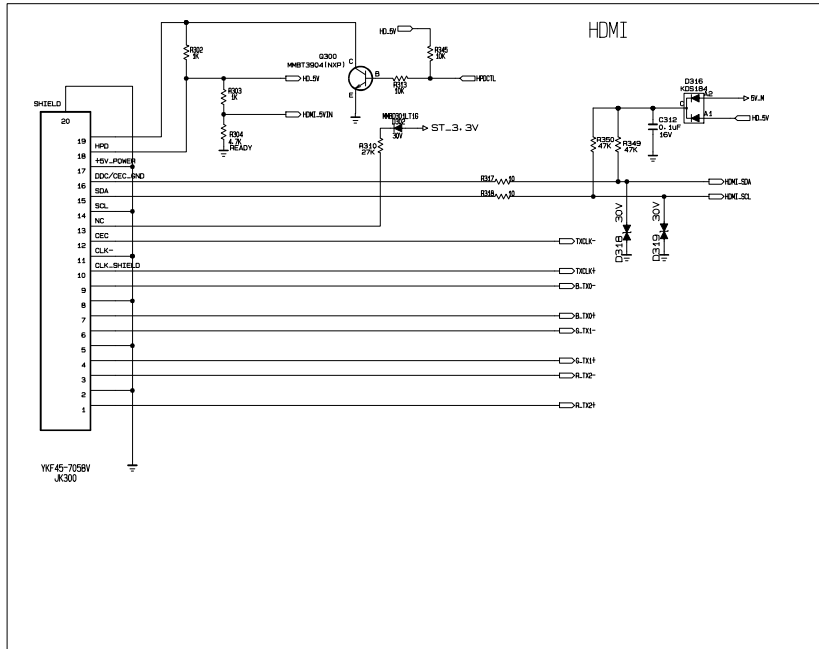 HDMI
HD_5V
R302
1K
Q300
MMBT3904(NXP)
C
B
E
R345
10K
R313
10K
HPDCTL
R303
1K
HD_5V
HDMI_5VIN
R304
4.7K
READY
MMBD301LT1G
D302
30V
ST_3.3V
R310
27K
D316
KDS184
A2
C
A1
5V_M
HD_5V
C312
0.1uF
16V
R350
47K
R349
47K
SHIELD
20
19
HPD
18
+5V_POWER
17
DDC/CEC_GND
16
SDA
15
SCL
14
NC
13
CEC
12
CLK-
11
CLK_SHIELD
10
9
8
7
6
5
4
3
2
1
R317
10
R318
10
HDMI_SDA
HDMI_SCL
D318
30V
D319
30V
TXCLK-
TXCLK+
B_TX0-
B_TX0+
G_TX1-
G_TX1+
R_TX2-
R_TX2+
YKF45-7058V
JK300